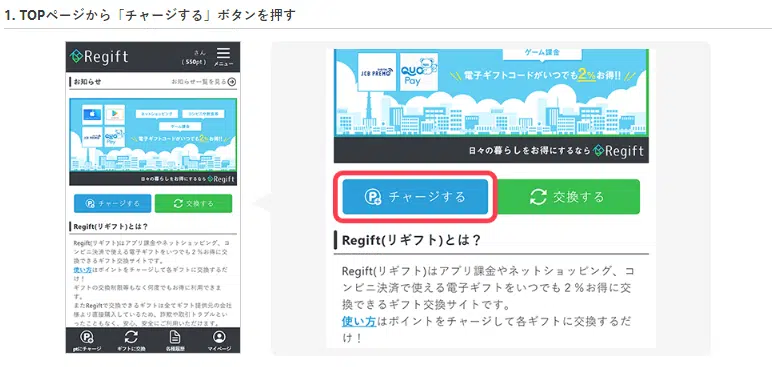 1. TOPページから「チャージする」ボタンを押す
Regift
さん
( 550pt )
メニュー
お知らせ
お知らせ一覧を見る
ネットショッピング
コンビニや飲食等
ゲーム課金
JCB PREMO
QUO Pay
電子ギフトコードがいつでも2%お得!!
日々の暮らしをお得にするなら Regift
チャージする
交換する
Regift(リギフト)とは？
Regift(リギフト)はアプリ課金やネットショッピング、コ
ンビニ決済で使える電子ギフトをいつでも２%お得に交
換できるギフト交換サイトです。
使い方はポイントをチャージして各ギフトに交換するだ
け！
ギフトの交換制限等もなく何度でもお得に利用できま
す。
またRegiftで交換できるギフトは全てギフト提供元の会社
様より直接購入しているため、詐欺や取引トラブルとい
ったこともなく、安心、安全にご利用いただけます。
ptにチャージ
ギフトに交換
各種履歴
マイページ
ゲーム課金
JCB PREMO
QUO Pay
電子ギフトコードがいつでも2%お得!!
日々の暮らしをお得にするなら Regift
チャージする
交換する
Regift(リギフト)とは？
Regift(リギフト)はアプリ課金やネットショッピング、コ
ンビニ決済で使える電子ギフトをいつでも２%お得に交
換できるギフト交換サイトです。
使い方はポイントをチャージして各ギフトに交換するだ
け！